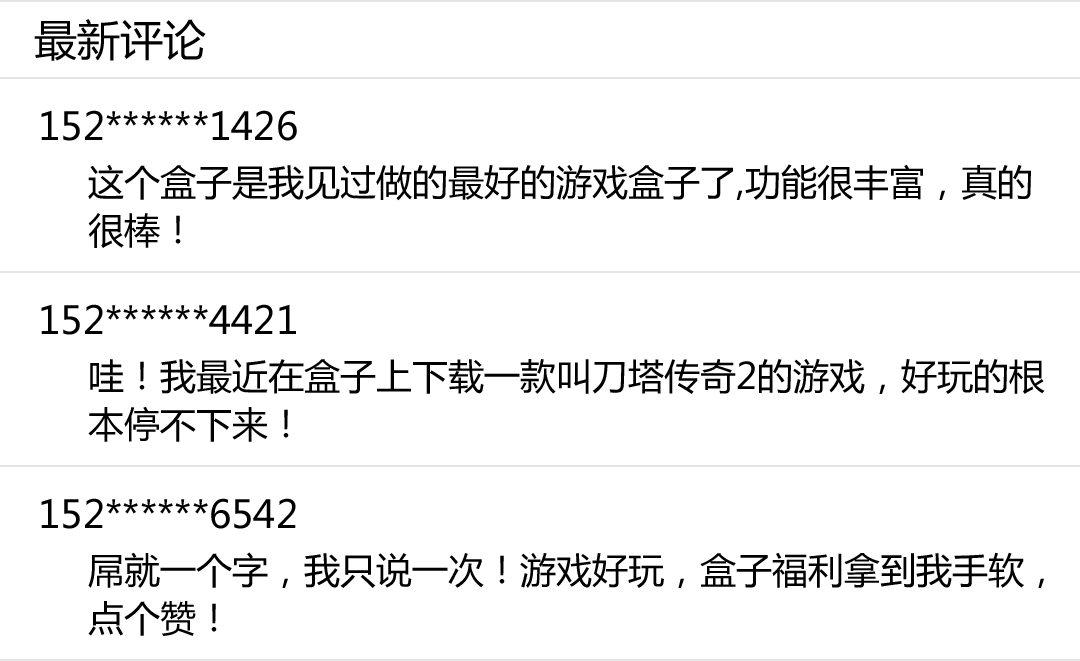 最新评论
152******1426
这个盒子是我见过做的最好的游戏盒子了,功能很丰富，真的
很棒！
152******4421
哇！我最近在盒子上下载一款叫刀塔传奇2的游戏，好玩的根
本停不下来！
152******6542
屌就一个字，我只说一次！游戏好玩，盒子福利拿到我手软，
点个赞！